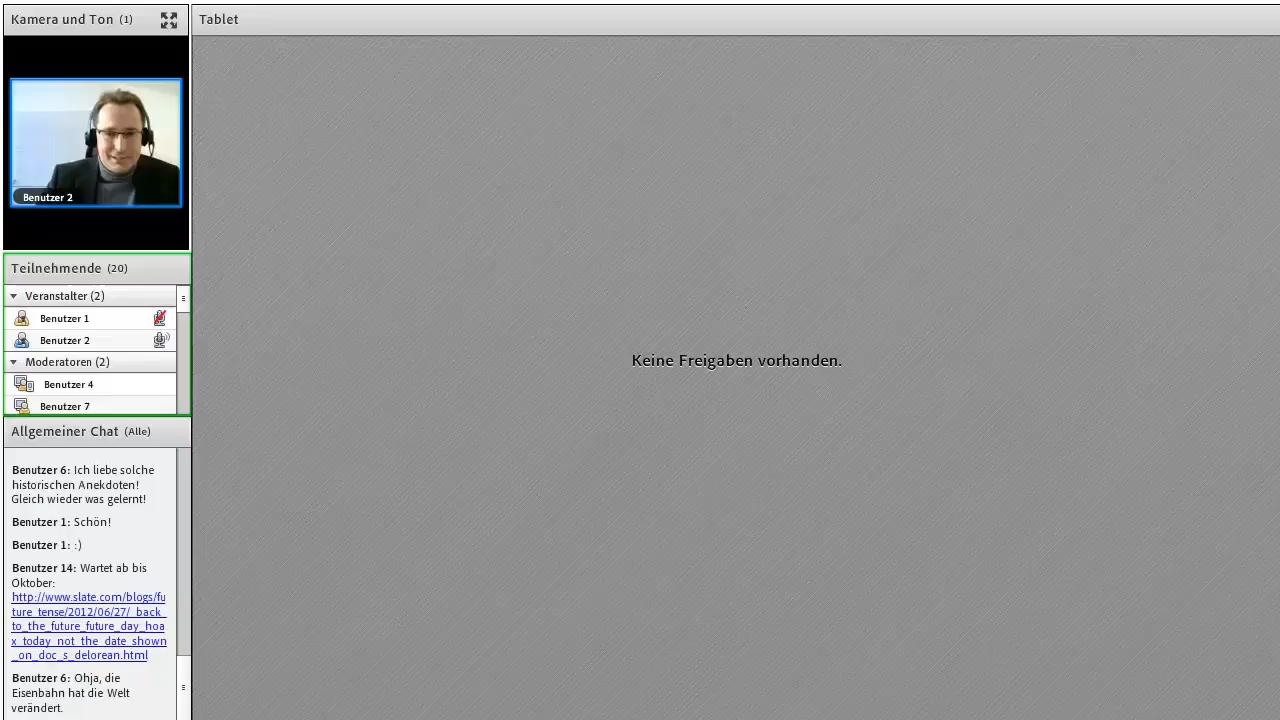 Kamera und Ton (1)
Tablet
Benutzer 2
Teilnehmende (20)
Veranstalter (2)
Benutzer 1
Benutzer 2
Moderatoren (2)
Benutzer 4
Benutzer 7
Allgemeiner Chat (Alle)
Benutzer 6: Ich liebe solche
historischen Anekdoten!
Gleich wieder was gelernt!
Benutzer 1: Schön!
Benutzer 1: :)
Benutzer 14: Wartet ab bis
Oktober:
http://www.slate.com/blogs/fu
ture_tense/2012/06/27/_back_
to_the_future_future_day_hoa
x_today_not_the_date_shown
_on_doc_s_delorean.html
Benutzer 6: Ohja, die
Eisenbahn hat die Welt
verändert.
Keine Freigaben vorhanden.